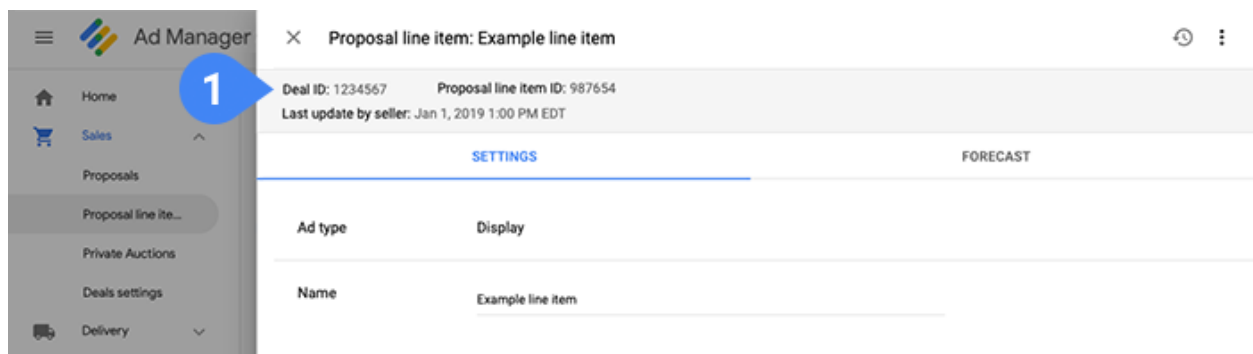 Ad Manager
Proposal line item: Example line item
1
Deal ID: 1234567 Proposal line item ID: 987654
Last update by seller: Jan 1, 2019 1:00 PM EDT
Home
Sales
Proposals
Proposal line ite...
Private Auctions
Deals settings
Delivery
SETTINGS FORECAST
Ad type Display
Name Example line item